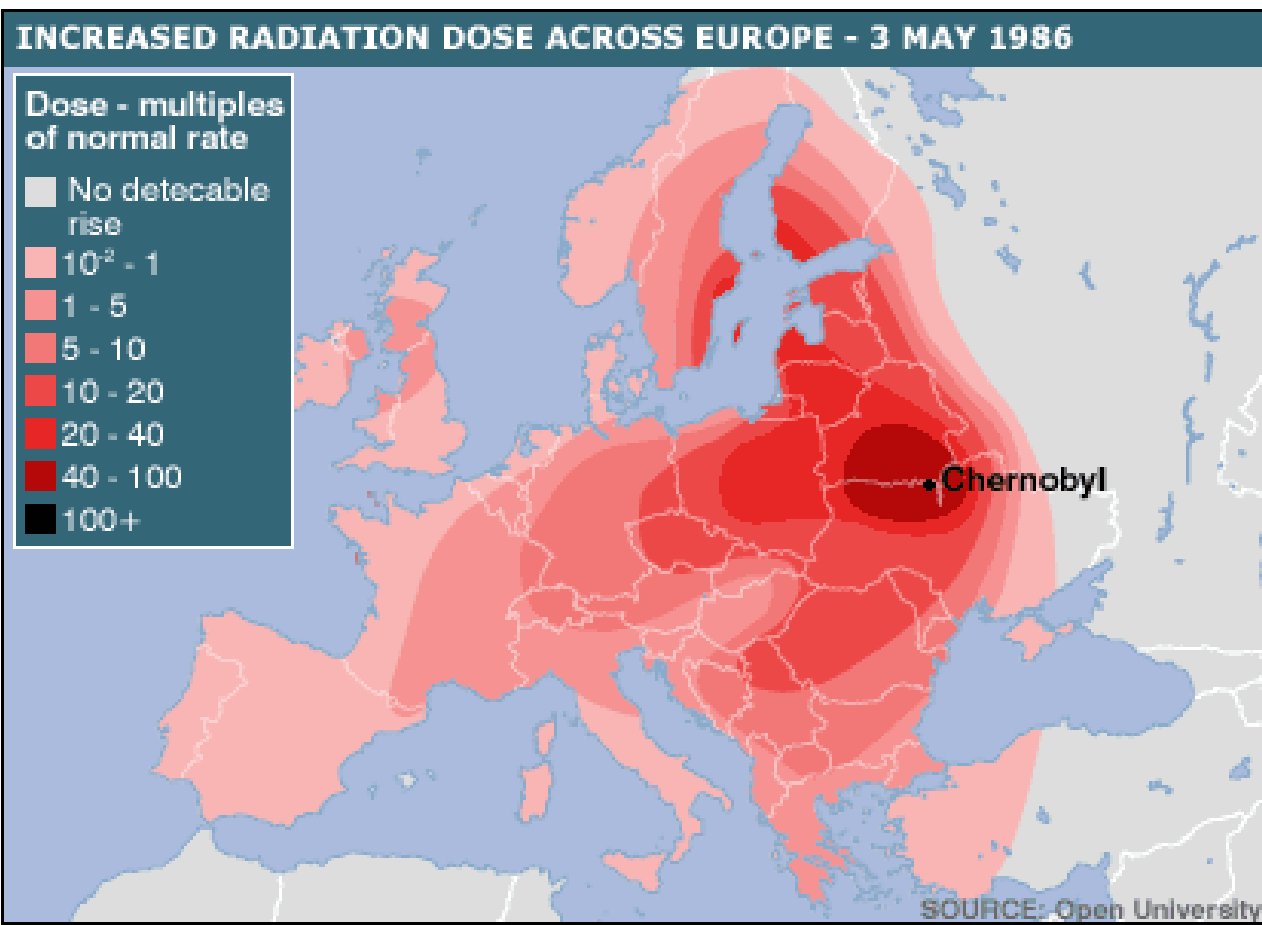 INCREASED RADIATION DOSE ACROSS EUROPE - 3 MAY 1986
Dose - multiples
of normal rate
No detecable
rise
10⁻² - 1
1 - 5
5 - 10
10 - 20
20 - 40
40 - 100
100+
Chernobyl
SOURCE: Open University